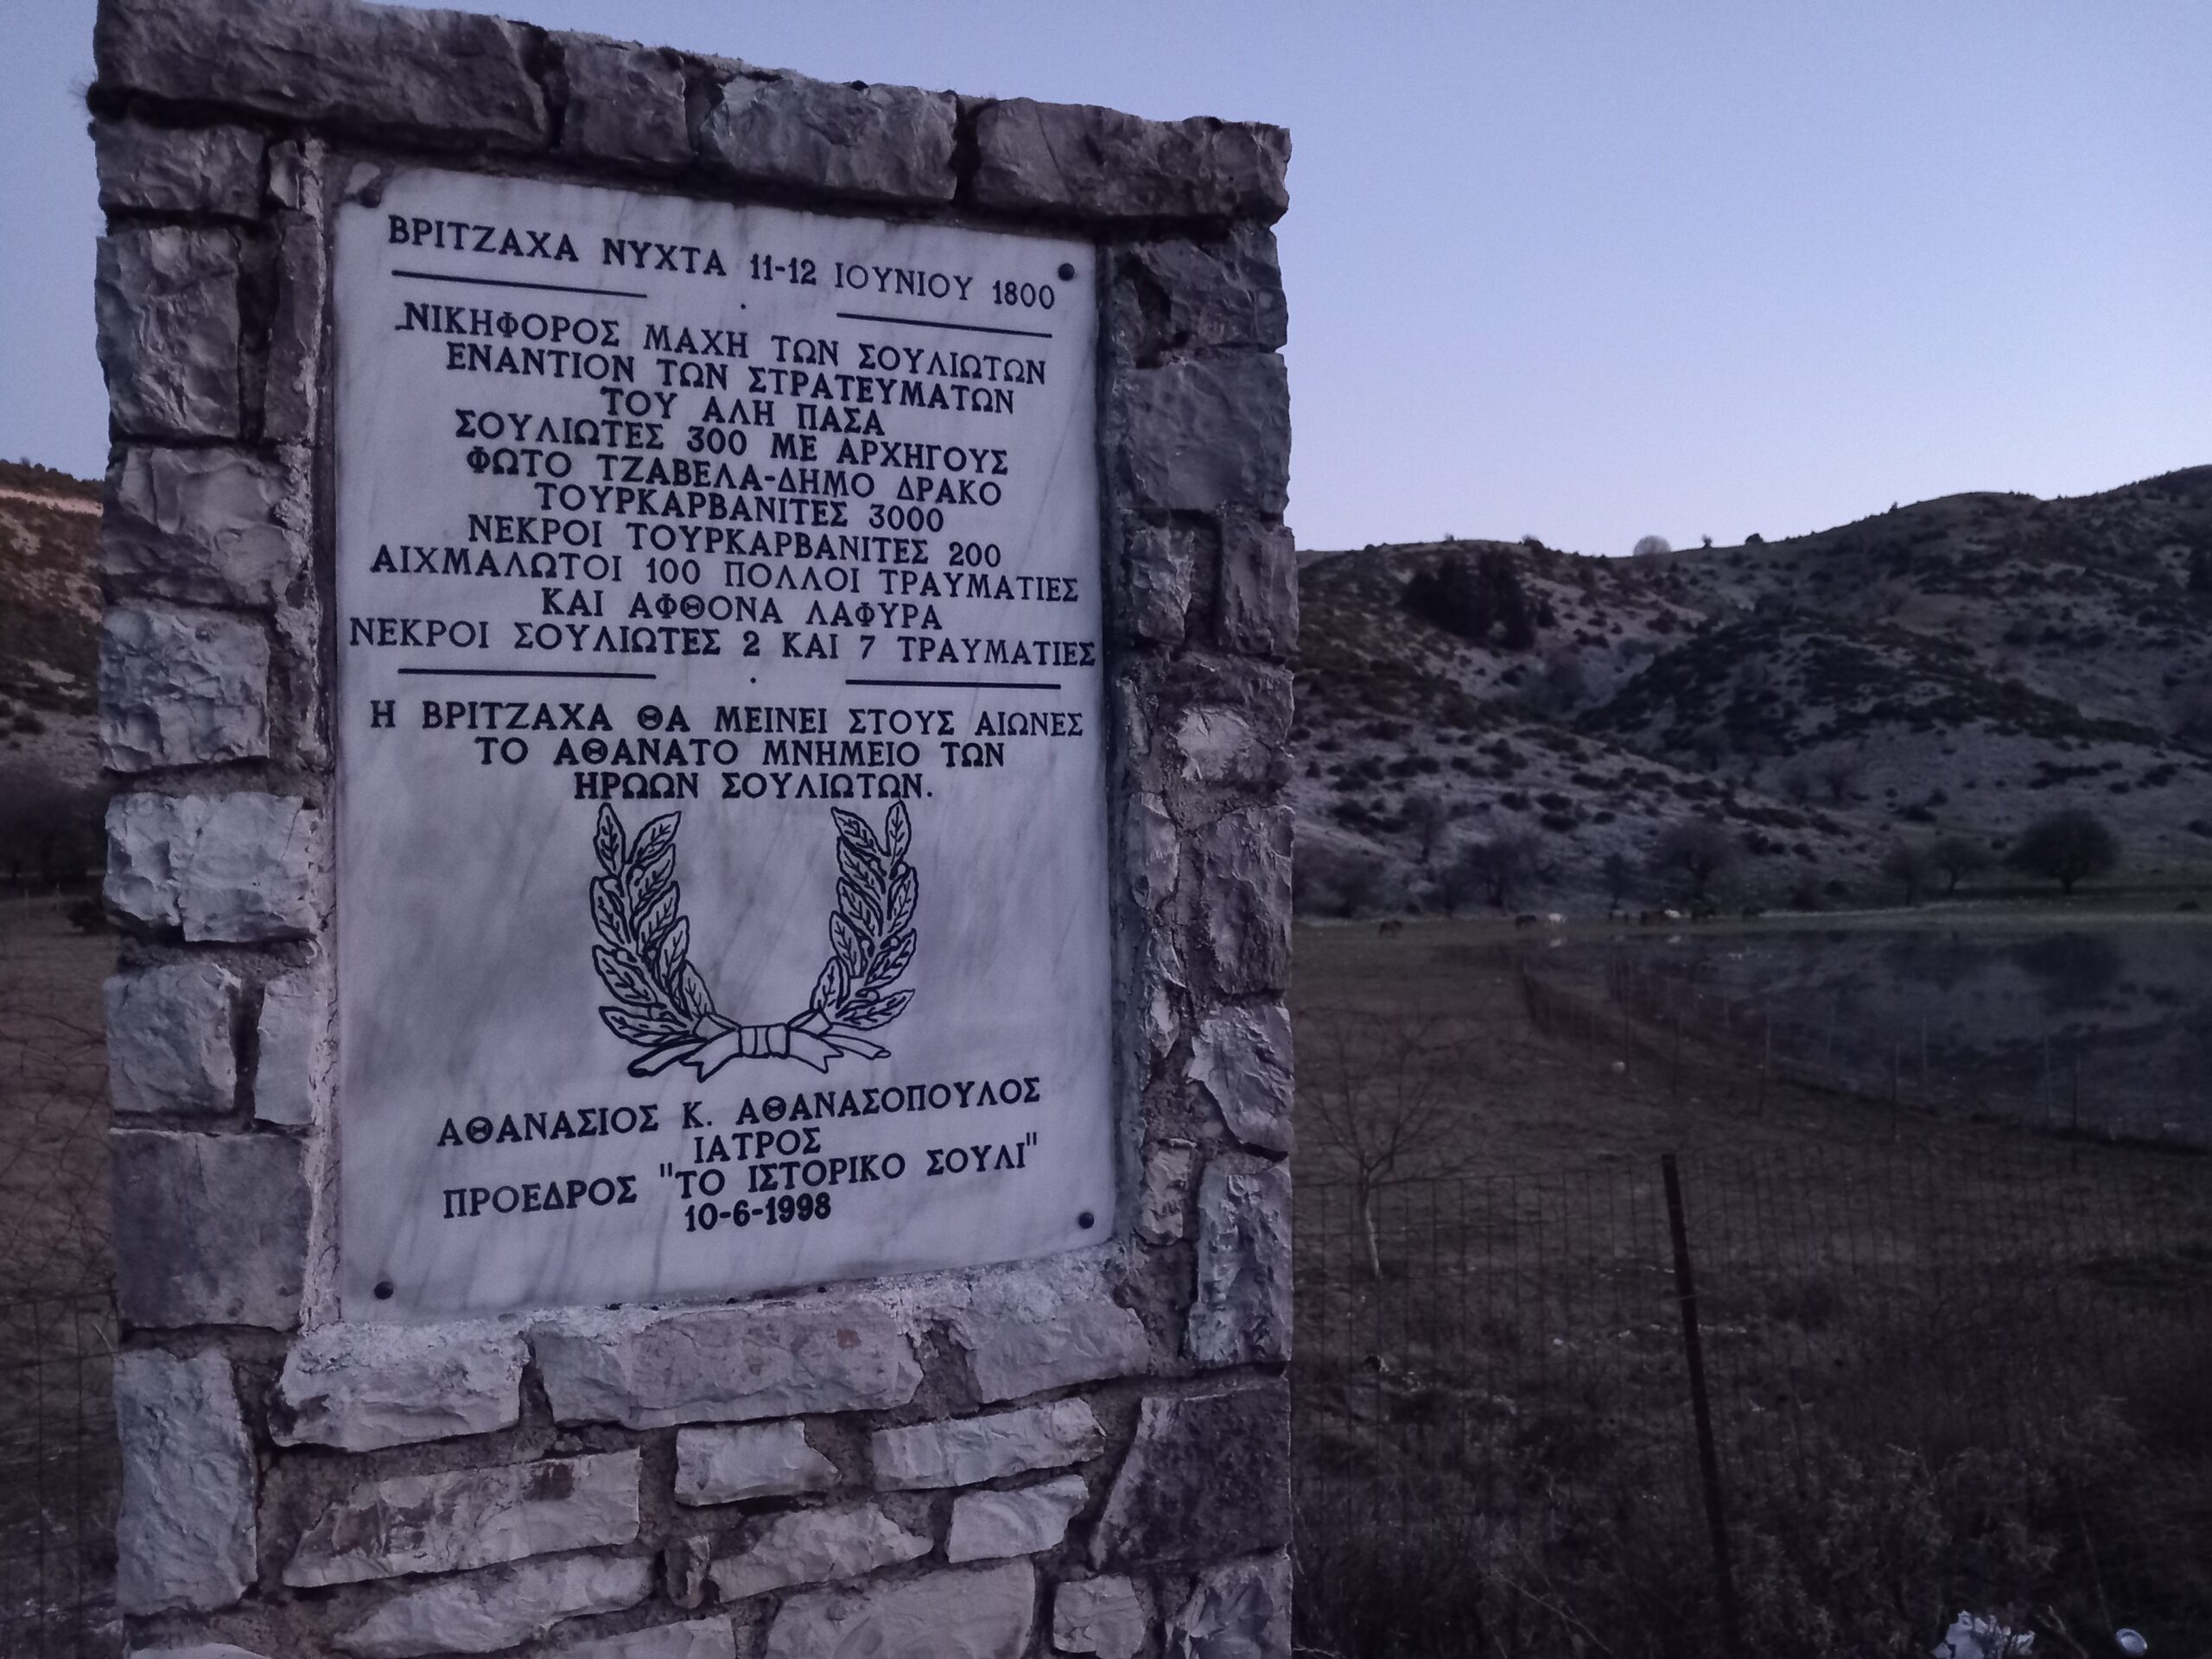 ΒΡΙΤΖΑΧΑ ΝΥΧΤΑ 11-12 ΙΟΥΝΙΟΥ 1800
ΝΙΚΗΦΟΡΟΣ ΜΑΧΗ ΤΩΝ ΣΟΥΛΙΩΤΩΝ
ΕΝΑΝΤΙΟΝ ΤΩΝ ΣΤΡΑΤΕΥΜΑΤΩΝ
ΤΟΥ ΑΛΗ ΠΑΣΑ
ΣΟΥΛΙΩΤΕΣ 300 ΜΕ ΑΡΧΗΓΟΥΣ
ΦΩΤΟ ΤΖΑΒΕΛΑ-ΔΗΜΟ ΔΡΑΚΟ
ΤΟΥΡΚΑΡΒΑΝΙΤΕΣ 3000
ΝΕΚΡΟΙ ΤΟΥΡΚΑΡΒΑΝΙΤΕΣ 200
ΑΙΧΜΑΛΩΤΟΙ 100 ΠΟΛΛΟΙ ΤΡΑΥΜΑΤΙΕΣ
ΚΑΙ ΑΦΘΟΝΑ ΛΑΦΥΡΑ
ΝΕΚΡΟΙ ΣΟΥΛΙΩΤΕΣ 2 ΚΑΙ 7 ΤΡΑΥΜΑΤΙΕΣ
Η ΒΡΙΤΖΑΧΑ ΘΑ ΜΕΙΝΕΙ ΣΤΟΥΣ ΑΙΩΝΕΣ
ΤΟ ΑΘΑΝΑΤΟ ΜΝΗΜΕΙΟ ΤΩΝ
ΗΡΩΩΝ ΣΟΥΛΙΩΤΩΝ.
ΑΘΑΝΑΣΙΟΣ Κ. ΑΘΑΝΑΣΟΠΟΥΛΟΣ
ΙΑΤΡΟΣ
ΠΡΟΕΔΡΟΣ "ΤΟ ΙΣΤΟΡΙΚΟ ΣΟΥΛΙ"
10-6-1998